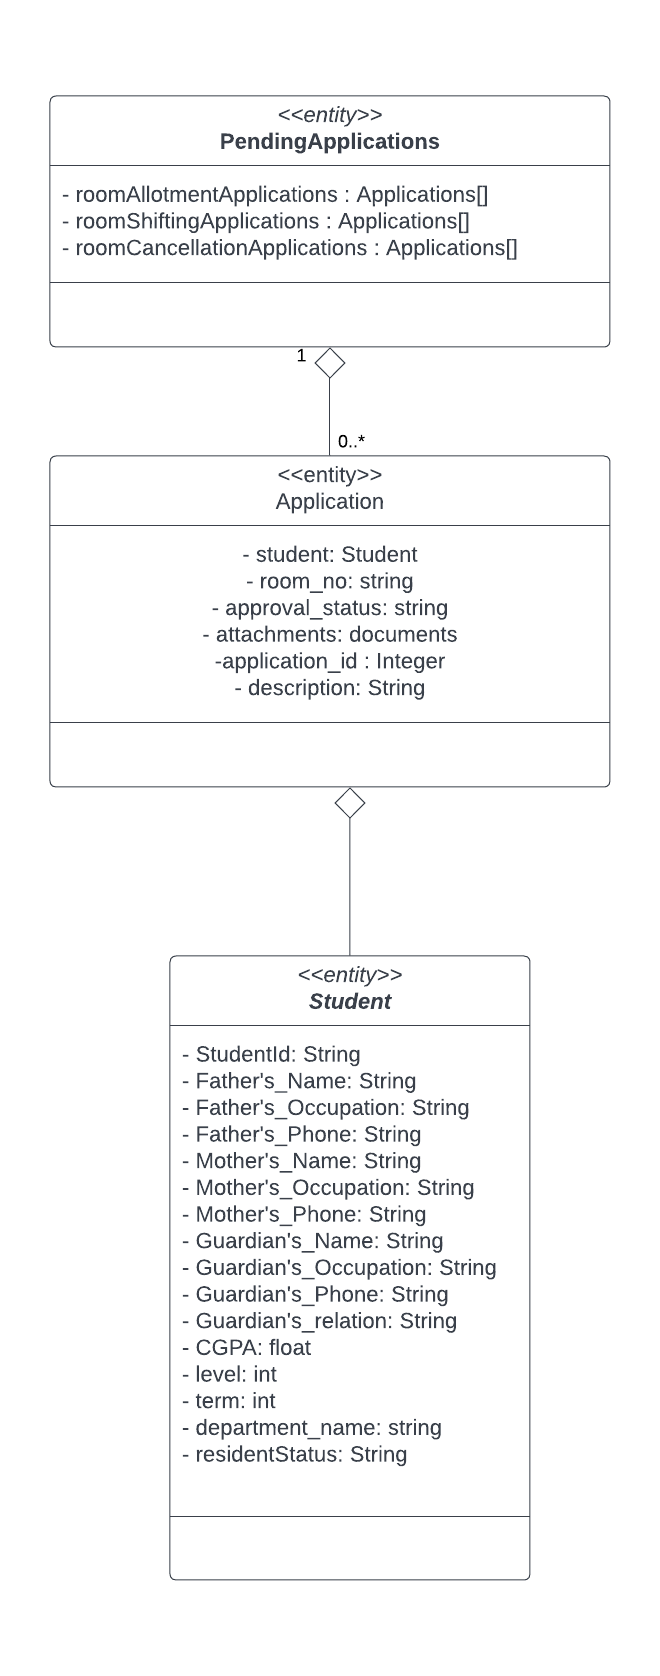 <<entity>>
PendingApplications
- roomAllotmentApplications : Applications[]
- roomShiftingApplications : Applications[]
- roomCancellationApplications : Applications[]
1
0..*
<<entity>>
Application
- student: Student
- room_no: string
- approval_status: string
- attachments: documents
-application_id : Integer
- description: String
<<entity>>
Student
- StudentId: String
- Father's_Name: String
- Father's_Occupation: String
- Father's_Phone: String
- Mother's_Name: String
- Mother's_Occupation: String
- Mother's_Phone: String
- Guardian's_Name: String
- Guardian's_Occupation: String
- Guardian's_Phone: String
- Guardian's_relation: String
- CGPA: float
- level: int
- term: int
- department_name: string
- residentStatus: String